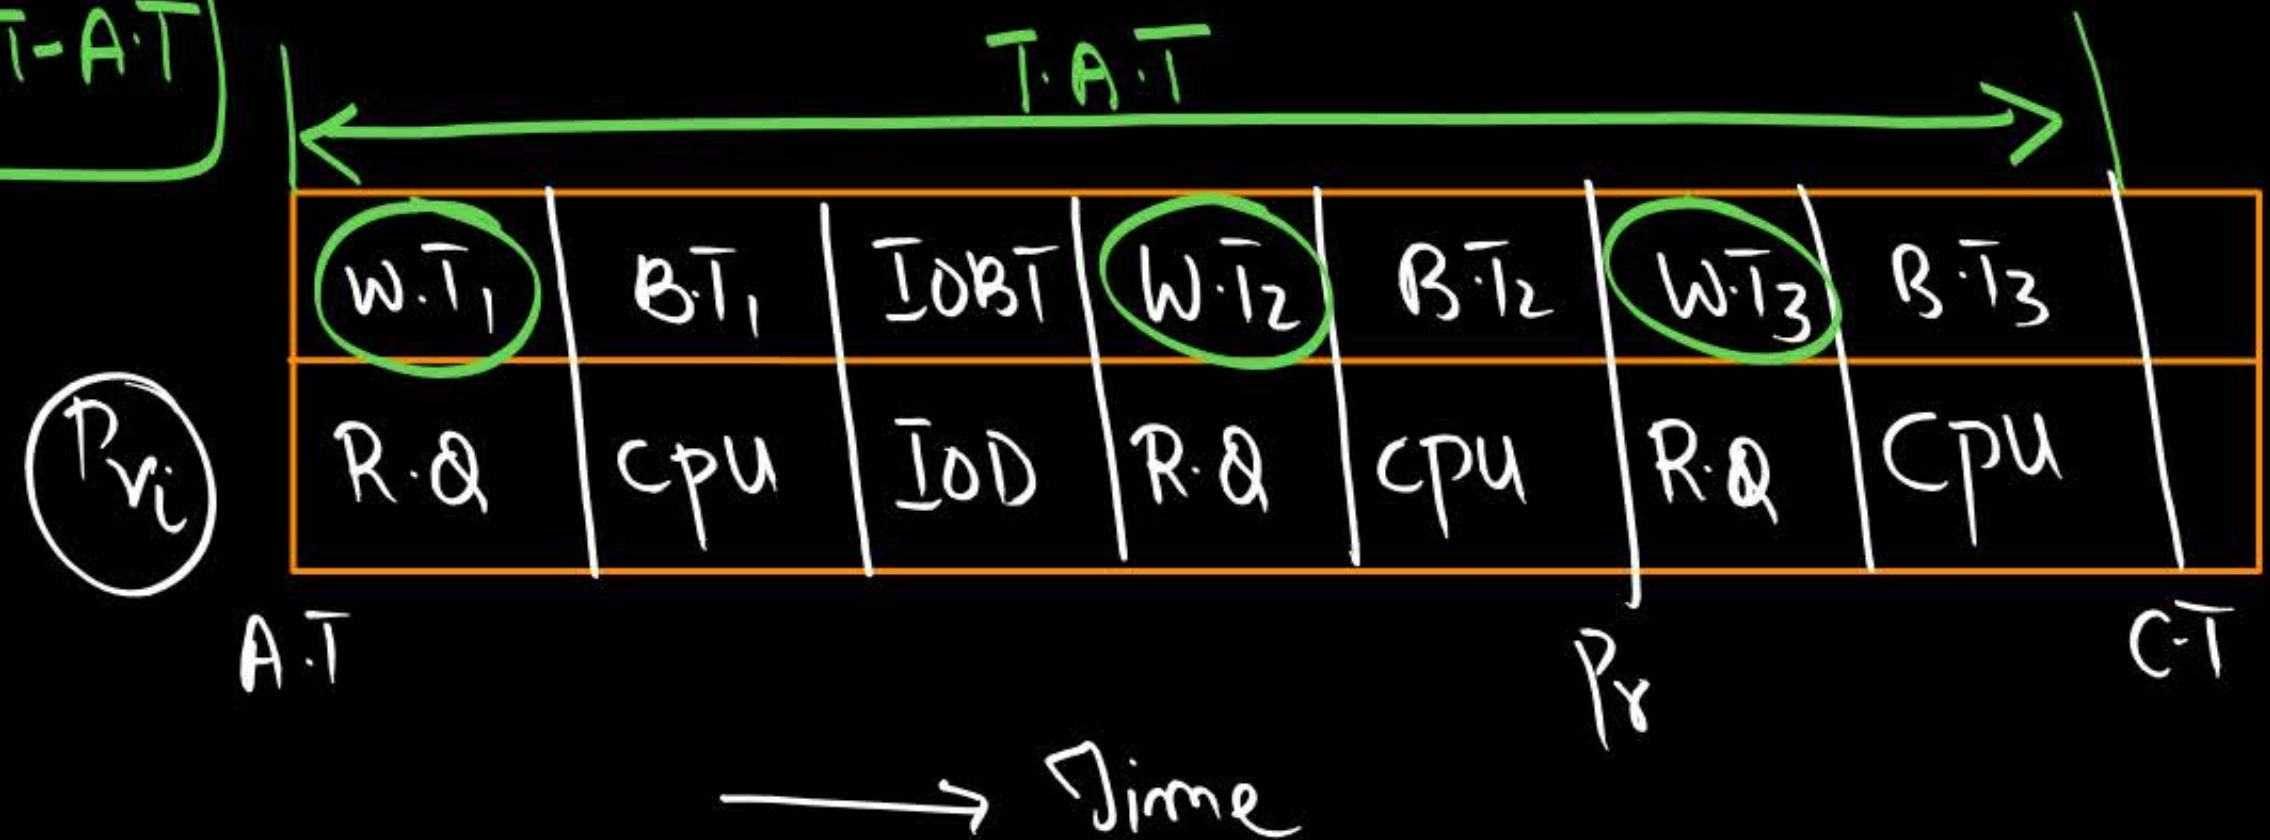 T-A.T
T.A.T
W.T1 B.T1 IOBT W.T2 B.T2 W.T3 B.T3
Pri
R.Q CPU IOD R.Q CPU R.Q CPU
A.T Pr C.T
→ Time